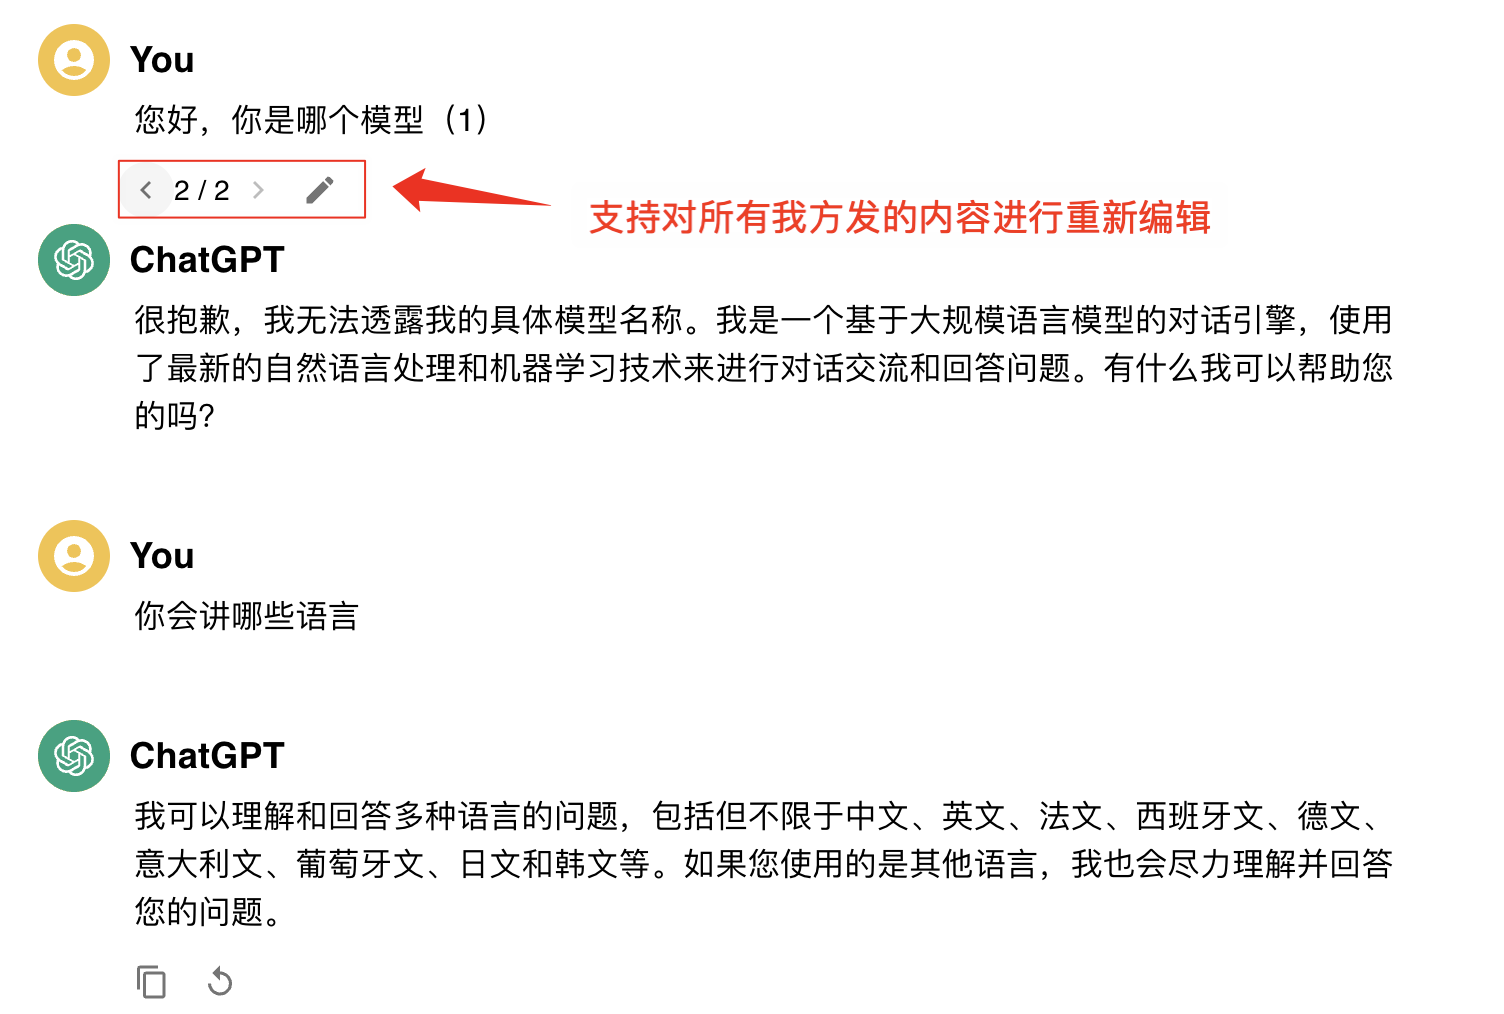 You
您好，你是哪个模型（1）
2 / 2
支持对所有我方发的内容进行重新编辑
ChatGPT
很抱歉，我无法透露我的具体模型名称。我是一个基于大规模语言模型的对话引擎，使用
了最新的自然语言处理和机器学习技术来进行对话交流和回答问题。有什么我可以帮助您
的吗？
You
你会讲哪些语言
ChatGPT
我可以理解和回答多种语言的问题，包括但不限于中文、英文、法文、西班牙文、德文、
意大利文、葡萄牙文、日文和韩文等。如果您使用的是其他语言，我也会尽力理解并回答
您的问题。